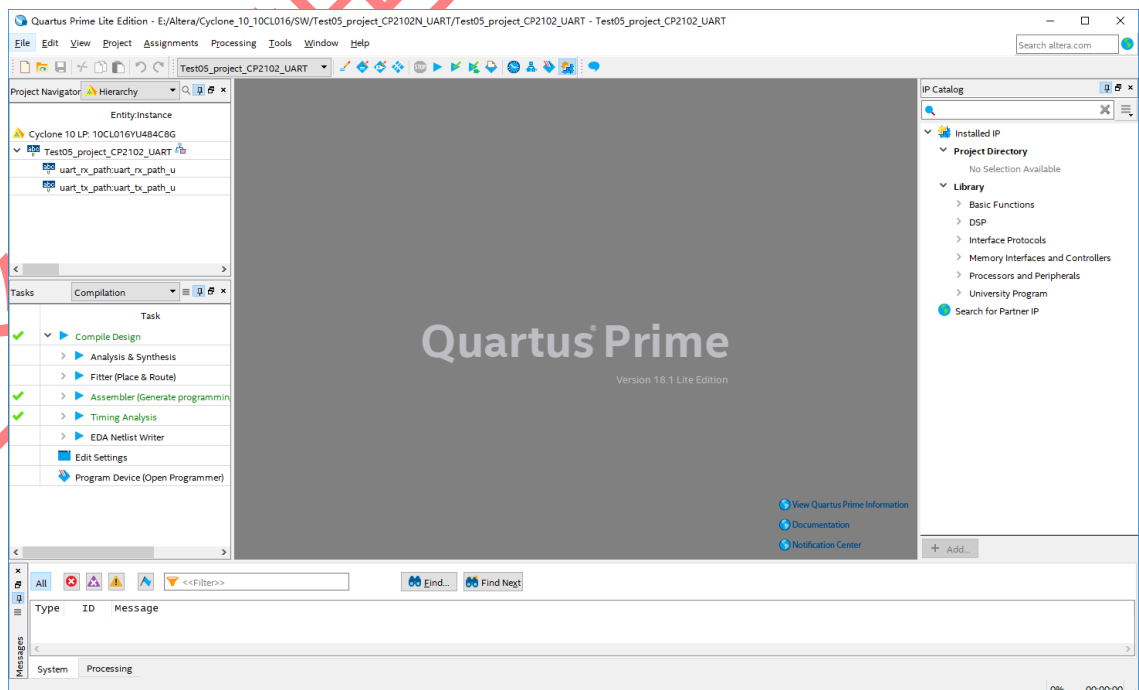 Quartus Prime Lite Edition - E:/Altera/Cyclone_10_10CL016/SW/Test05_project_CP2102N_UART/Test05_project_CP2102_UART - Test05_project_CP2102_UART
File Edit View Project Assignments Processing Tools Window Help
Search altera.com
Test05_project_CP2102_UART
Project Navigator Hierarchy
Entity:Instance
Cyclone 10 LP: 10CL016YU484C8G
Test05_project_CP2102_UART
uart_rx_path:uart_rx_path_u
uart_tx_path:uart_tx_path_u
Tasks Compilation
Task
Compile Design
Analysis & Synthesis
Fitter (Place & Route)
Assembler (Generate programmin
Timing Analysis
EDA Netlist Writer
Edit Settings
Program Device (Open Programmer)
Quartus Prime
Version 18.1 Lite Edition
View Quartus Prime Information
Documentation
Notification Center
IP Catalog
Installed IP
Project Directory
No Selection Available
Library
Basic Functions
DSP
Interface Protocols
Memory Interfaces and Controllers
Processors and Peripherals
University Program
Search for Partner IP
+ Add...
All <<Filter>> Find... Find Next
Type ID Message
Messages
System Processing
0% 00:00:00